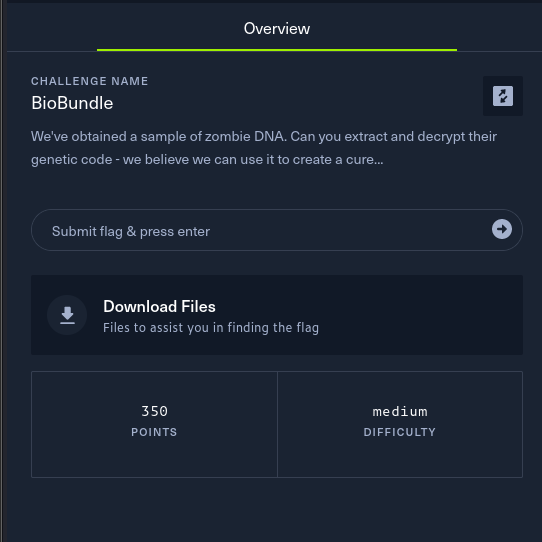 Overview
CHALLENGE NAME
BioBundle
We've obtained a sample of zombie DNA. Can you extract and decrypt their
genetic code - we believe we can use it to create a cure...
Submit flag & press enter
Download Files
Files to assist you in finding the flag
350
POINTS
medium
DIFFICULTY